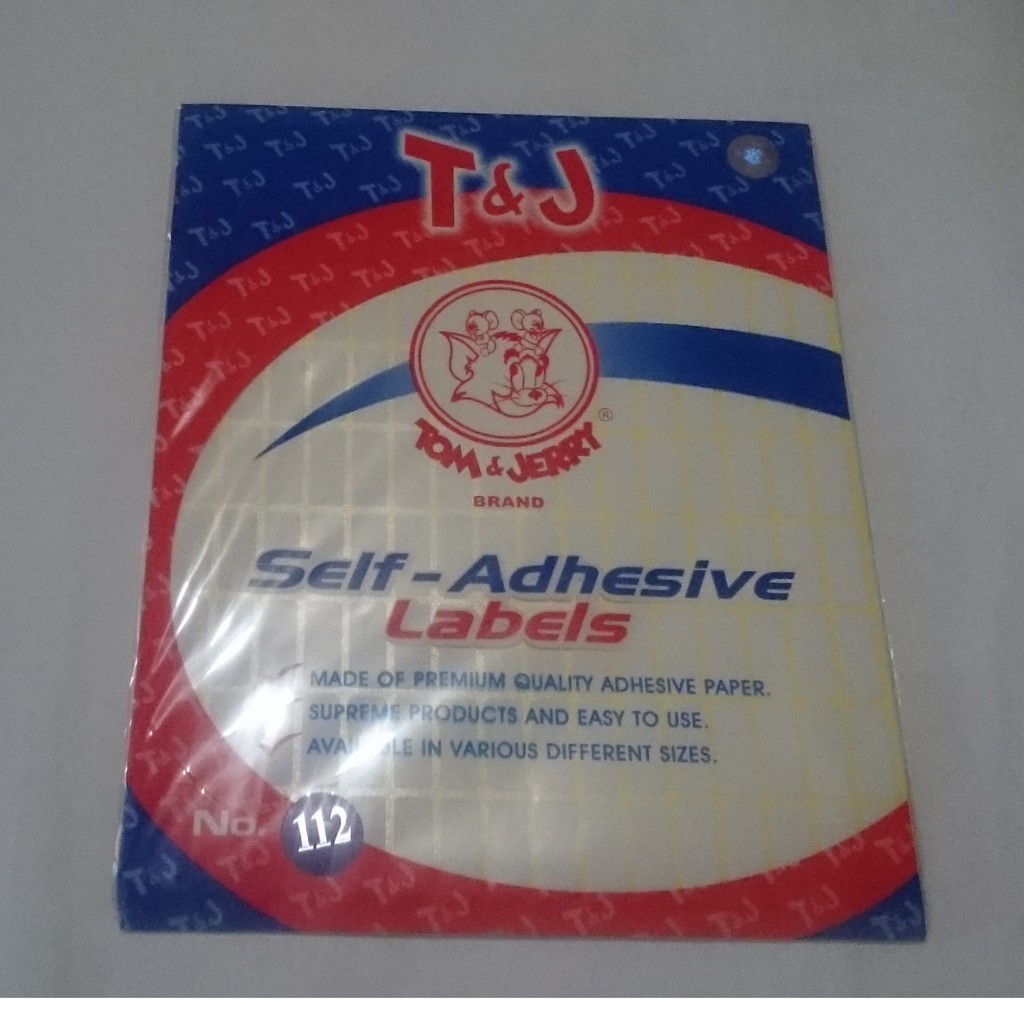 T&J
TOM & JERRY ®
BRAND
Self-Adhesive
Labels
MADE OF PREMIUM QUALITY ADHESIVE PAPER.
SUPREME PRODUCTS AND EASY TO USE.
AVAILABLE IN VARIOUS DIFFERENT SIZES.
No. 112